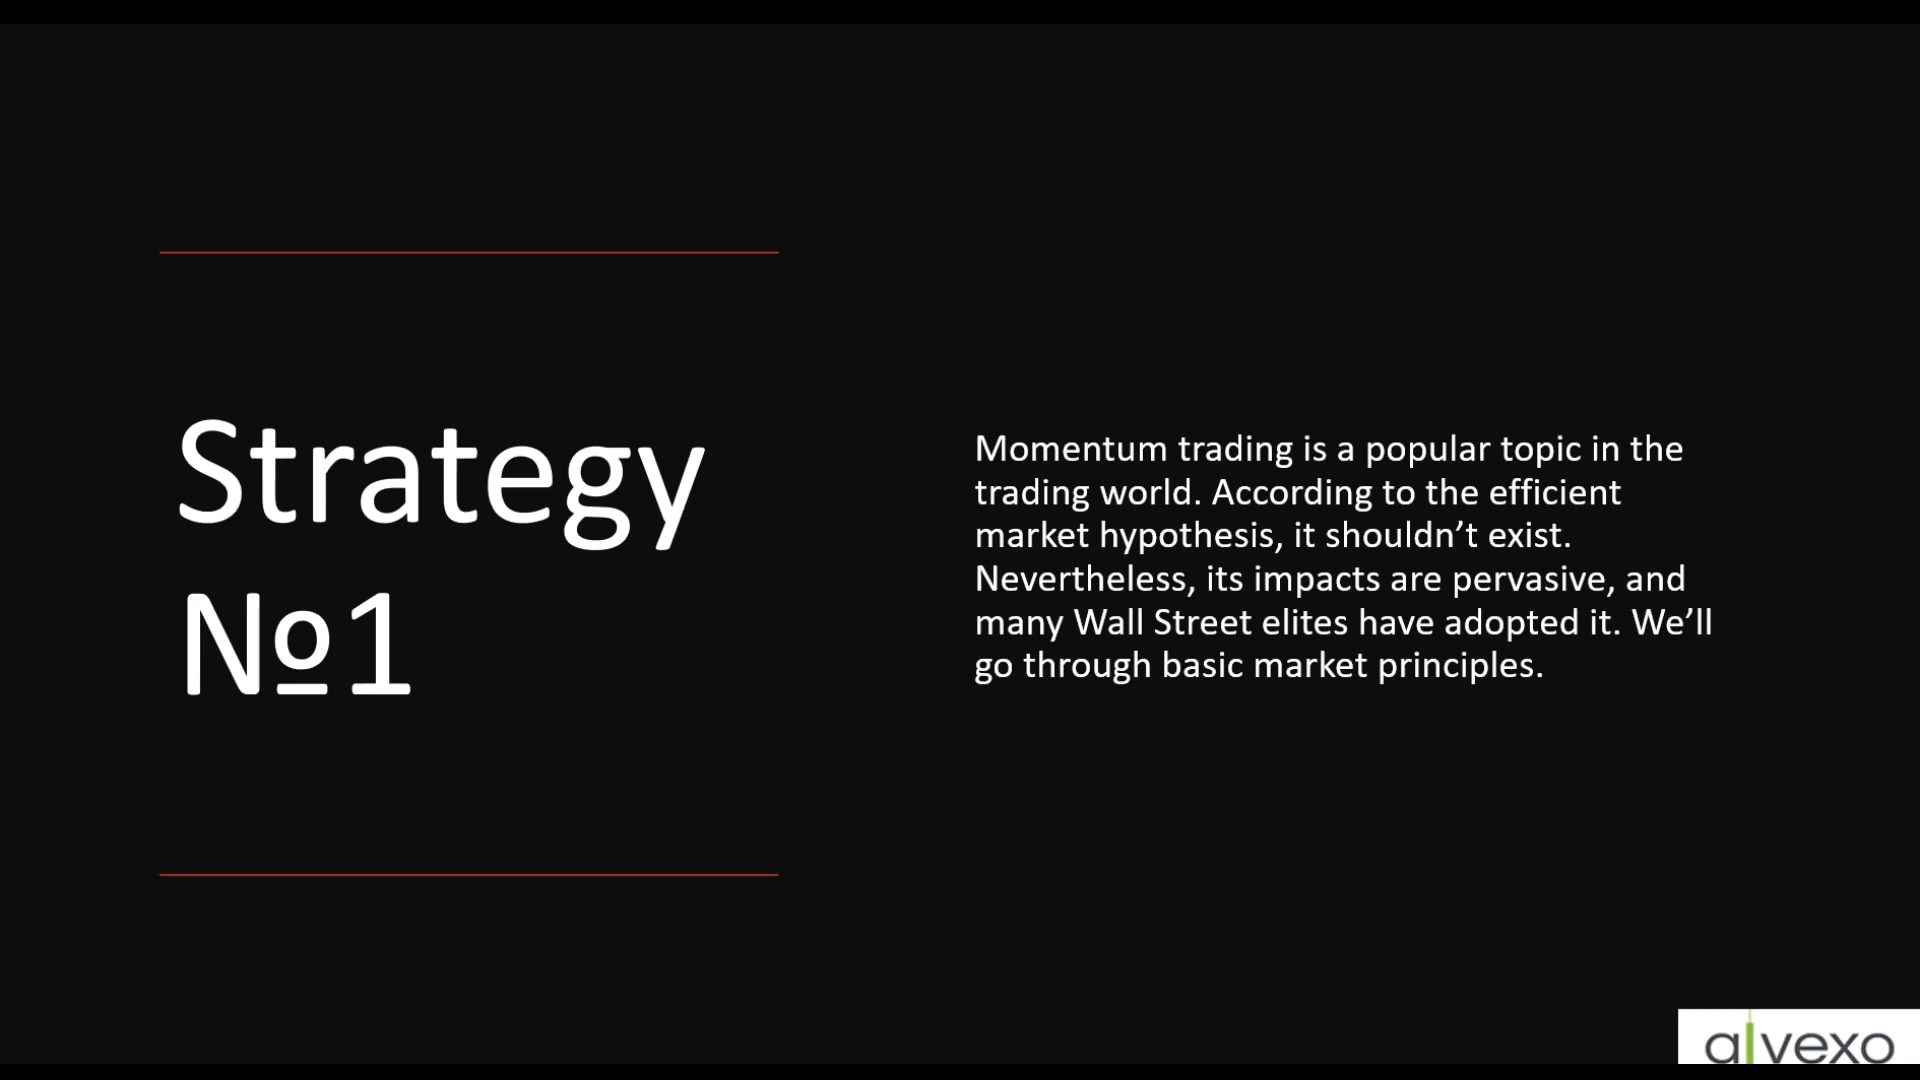 Strategy
№1
Momentum trading is a popular topic in the
trading world. According to the efficient
market hypothesis, it shouldn’t exist.
Nevertheless, its impacts are pervasive, and
many Wall Street elites have adopted it. We’ll
go through basic market principles.
alvexo